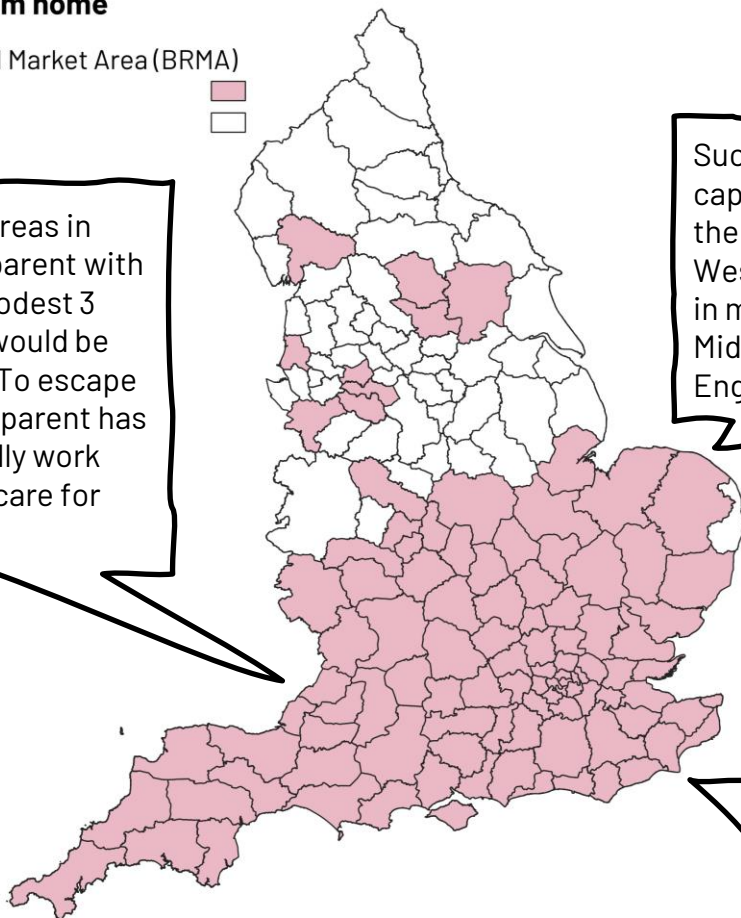 home
Market Area (BRMA)
reas in
parent with
odest 3
would be
To escape
parent has
lly work
care for
Suc
cap
the
Wes
in m
Mid
Eng